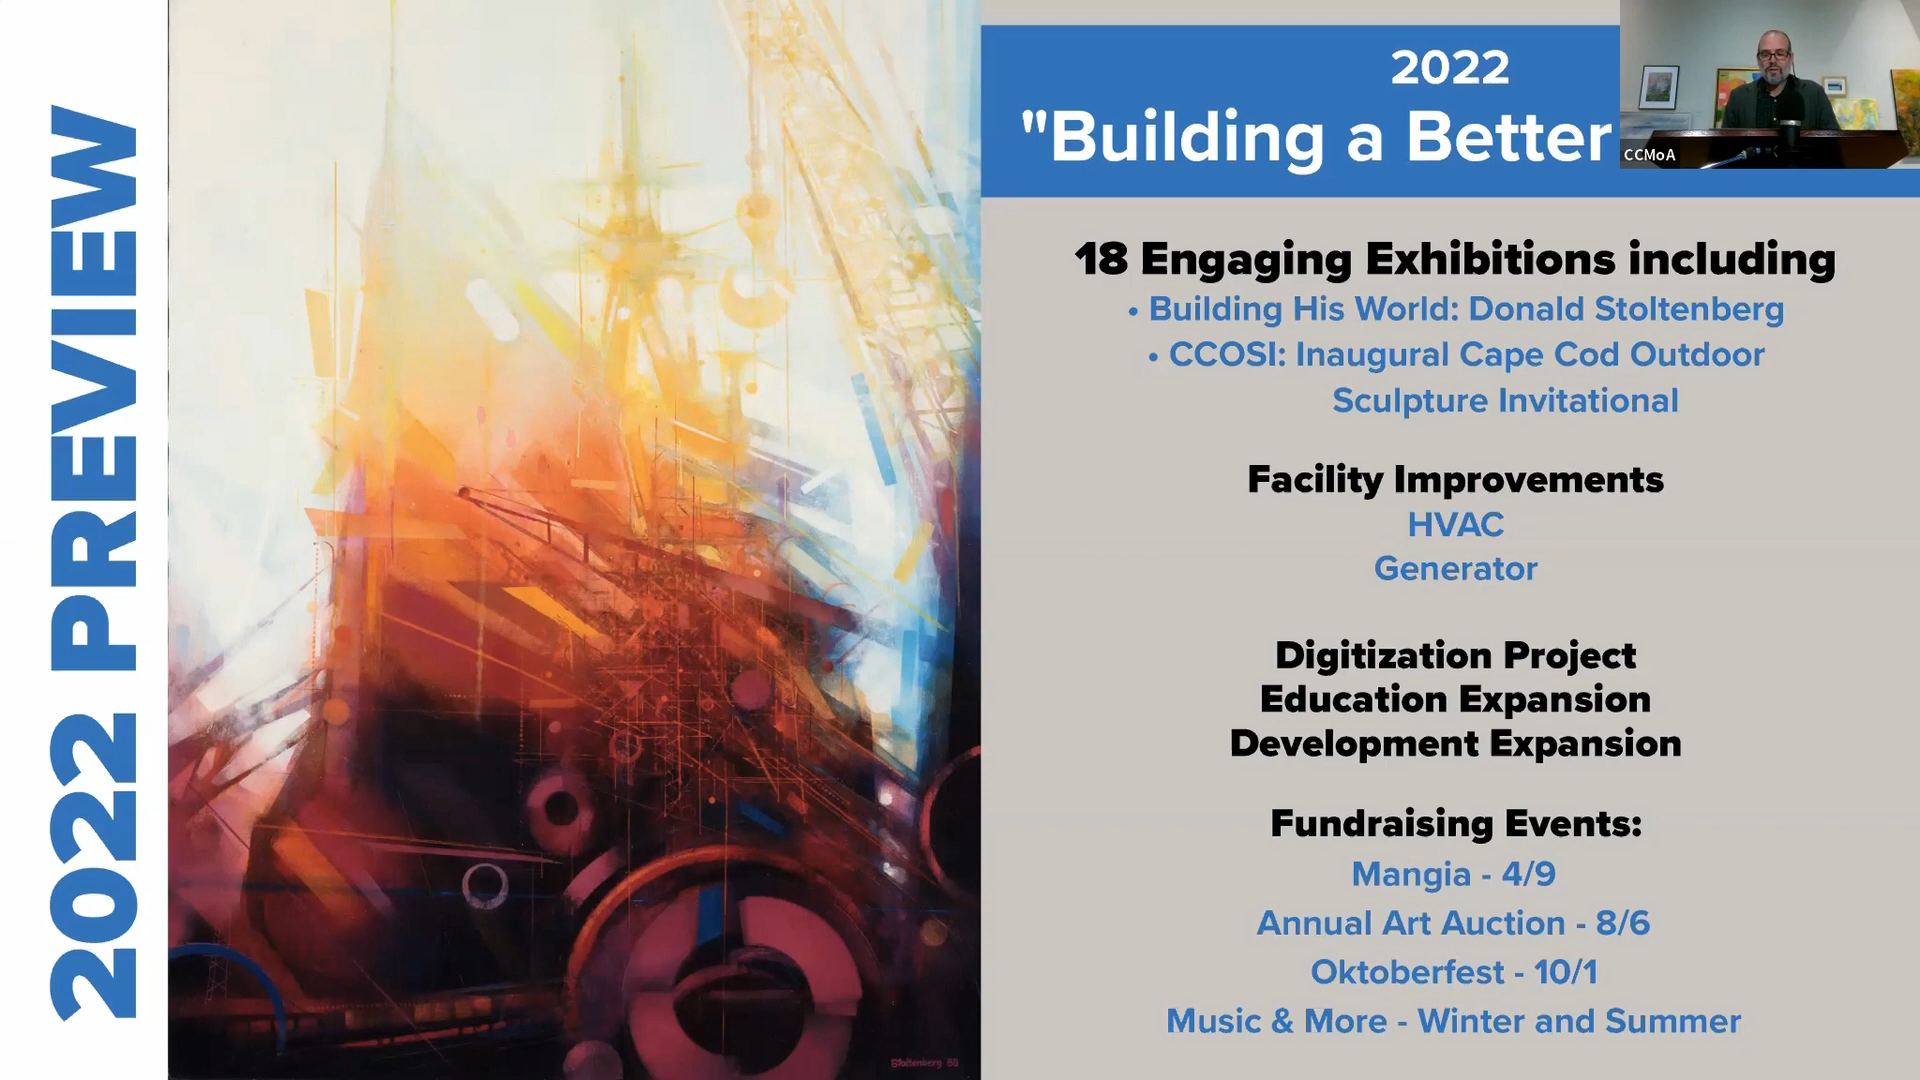 2022 PREVIEW
2022
"Building a Better
CCMoA
18 Engaging Exhibitions including
• Building His World: Donald Stoltenberg
• CCOSI: Inaugural Cape Cod Outdoor
Sculpture Invitational
Facility Improvements
HVAC
Generator
Digitization Project
Education Expansion
Development Expansion
Fundraising Events:
Mangia - 4/9
Annual Art Auction - 8/6
Oktoberfest - 10/1
Music & More - Winter and Summer
Stoltenberg